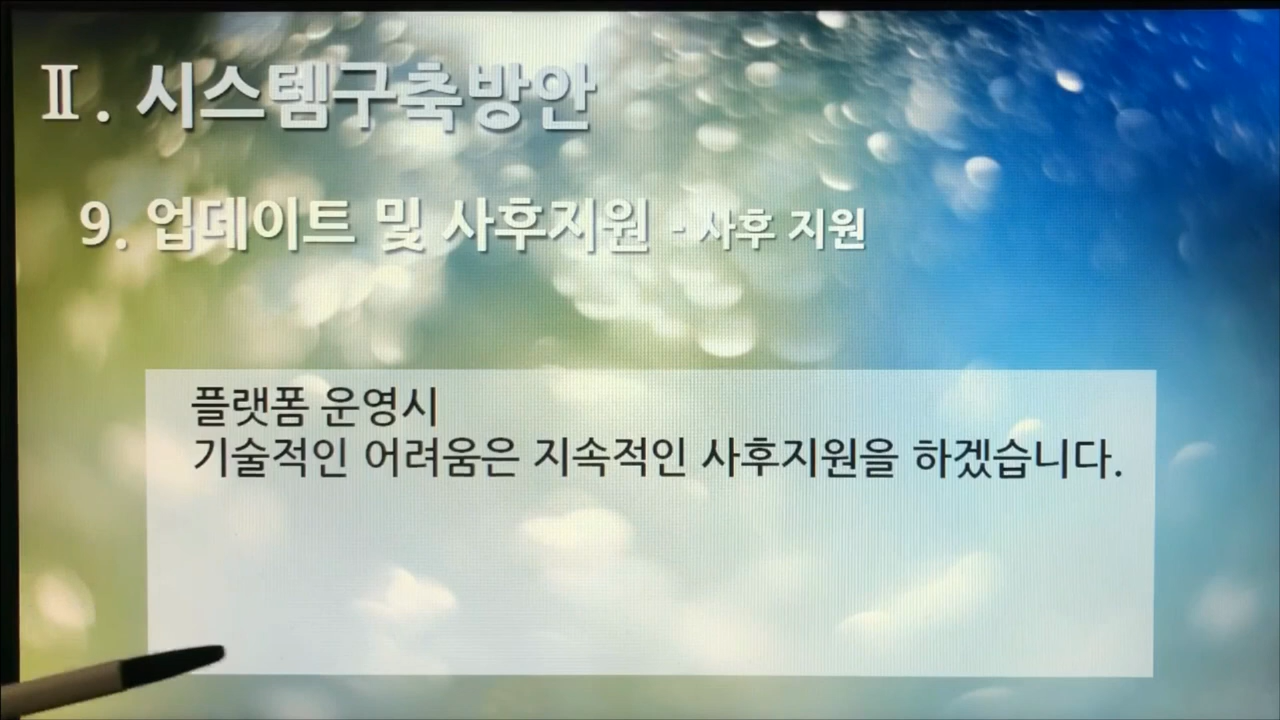 Ⅱ. 시스템구축방안
9. 업데이트 및 사후지원 - 사후 지원
플랫폼 운영시
기술적인 어려움은 지속적인 사후지원을 하겠습니다.